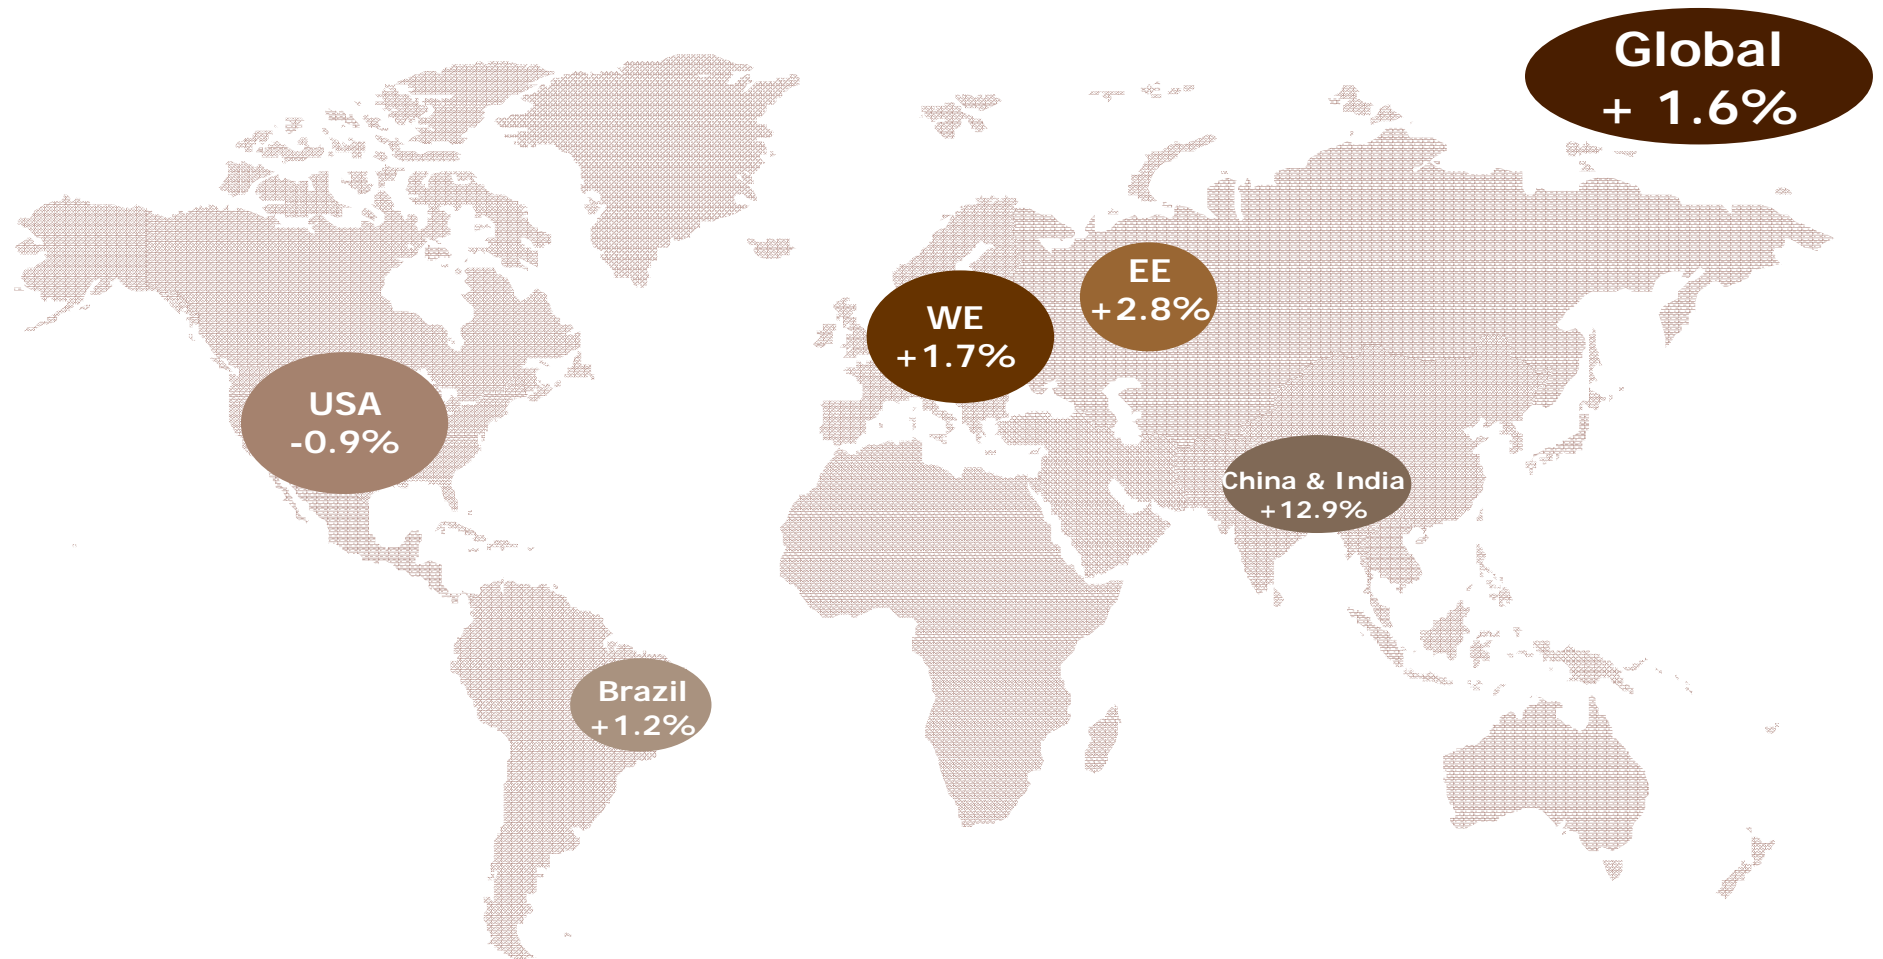 Global
+ 1.6%
EE
+2.8%
WE
+1.7%
USA
-0.9%
China & India
+12.9%
Brazil
+1.2%